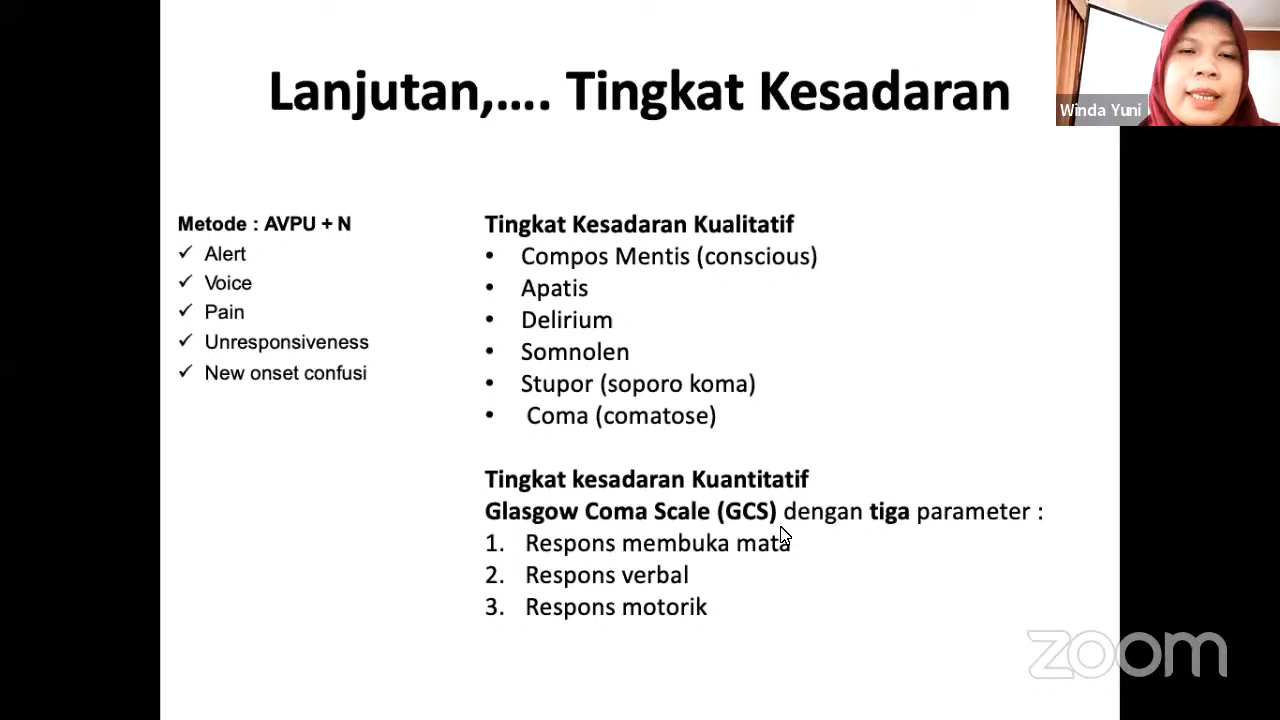 Lanjutan,.... Tingkat Kesadaran
Winda Yuni
Metode : AVPU + N
✓ Alert
✓ Voice
✓ Pain
✓ Unresponsiveness
✓ New onset confusi
Tingkat Kesadaran Kualitatif
• Compos Mentis (conscious)
• Apatis
• Delirium
• Somnolen
• Stupor (soporo koma)
• Coma (comatose)
Tingkat kesadaran Kuantitatif
Glasgow Coma Scale (GCS) dengan tiga parameter :
1. Respons membuka mata
2. Respons verbal
3. Respons motorik
zoom